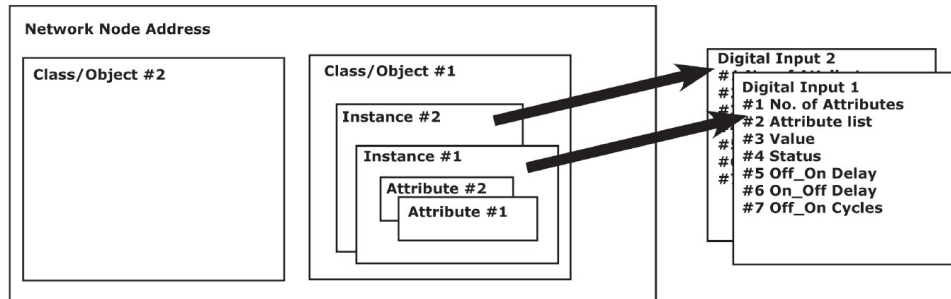 Network Node Address
Class/Object #2
Class/Object #1
Instance #2
Instance #1
Attribute #2
Attribute #1
Digital Input 2
Digital Input 1
#1 No. of Attributes
#2 Attribute list
#3 Value
#4 Status
#5 Off_On Delay
#6 On_Off Delay
#7 Off_On Cycles